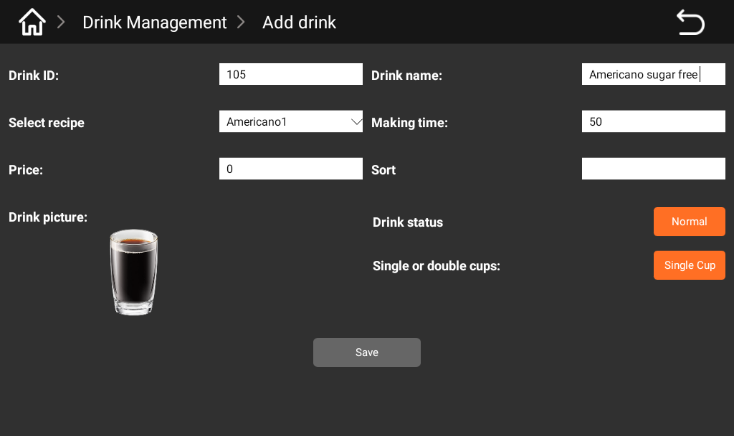 Drink Management > Add drink
Drink ID: 105 Drink name: Americano sugar free
Select recipe Americano1 Making time: 50
Price: 0 Sort
Drink picture: Drink status Normal
Single or double cups: Single Cup
Save